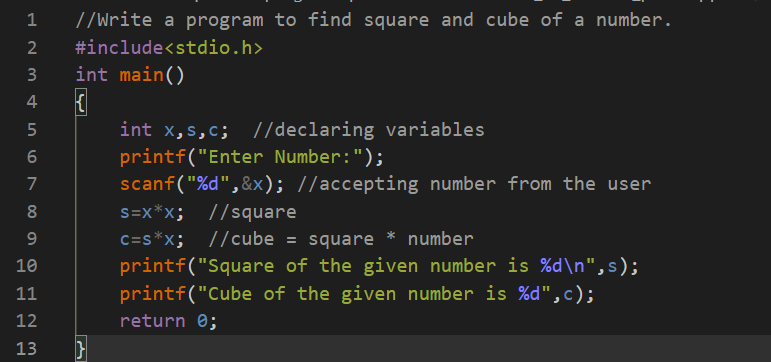 1 //Write a program to find square and cube of a number.
2 #include<stdio.h>
3 int main()
4 {
5 int x,s,c;  //declaring variables
6 printf("Enter Number:");
7 scanf("%d",&x); //accepting number from the user
8 s=x*x;  //square
9 c=s*x;  //cube = square * number
10 printf("Square of the given number is %d\n",s);
11 printf("Cube of the given number is %d",c);
12 return 0;
13 }